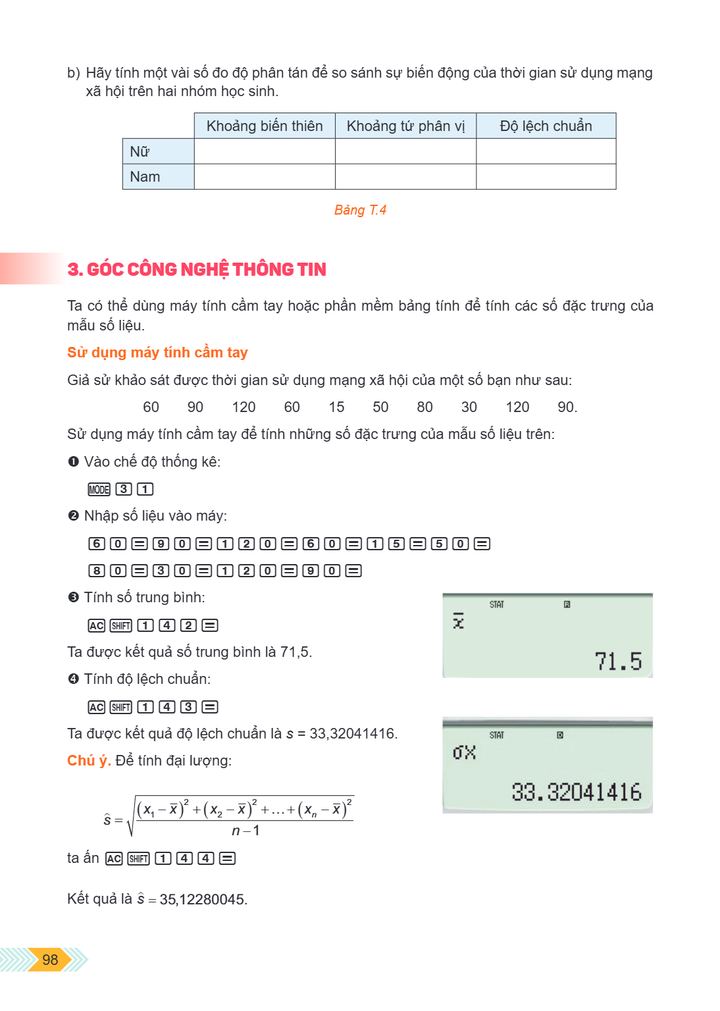 b) Hãy tính một vài số đo độ phân tán để so sánh sự biến động của thời gian sử dụng mạng
xã hội trên hai nhóm học sinh.
Khoảng biến thiên Khoảng tứ phân vị Độ lệch chuẩn
Nữ
Nam
Bảng T.4
3. GÓC CÔNG NGHỆ THÔNG TIN
Ta có thể dùng máy tính cầm tay hoặc phần mềm bảng tính để tính các số đặc trưng của
mẫu số liệu.
Sử dụng máy tính cầm tay
Giả sử khảo sát được thời gian sử dụng mạng xã hội của một số bạn như sau:
60 90 120 60 15 50 80 30 120 90.
Sử dụng máy tính cầm tay để tính những số đặc trưng của mẫu số liệu trên:
❶ Vào chế độ thống kê:
MODE 3 1
❷ Nhập số liệu vào máy:
6 0 = 9 0 = 1 2 0 = 6 0 = 1 5 = 5 0 =
8 0 = 3 0 = 1 2 0 = 9 0 =
❸ Tính số trung bình:
AC SHIFT 1 4 2 =
Ta được kết quả số trung bình là 71,5.
STAT D
x̅
71.5
❹ Tính độ lệch chuẩn:
AC SHIFT 1 4 3 =
Ta được kết quả độ lệch chuẩn là s = 33,32041416.
STAT D
σx
33.32041416
Chú ý. Để tính đại lượng:
ŝ = √(((x₁ − x̅)² + (x₂ − x̅)² + … + (xₙ − x̅)²) / (n − 1))
ta ấn AC SHIFT 1 4 4 =
Kết quả là ŝ = 35,12280045.
98